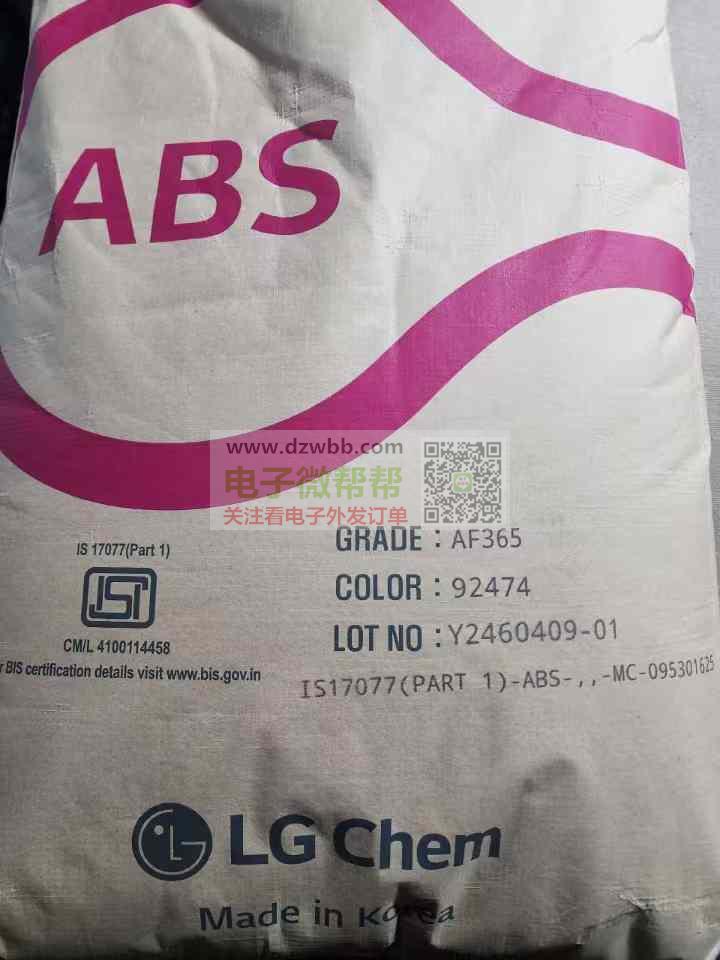 ABS
www.dzwbb.com
电子微帮帮
关注看电子外发订单
GRADE : AF365
COLOR : 92474
LOT NO : Y2460409-01
IS17077(PART 1)-ABS-,,-MC-095301625
IS 17077(Part 1)
ISI
CM/L 4100114458
r BIS certification details visit www.bis.gov.in
LG Chem
Made in Korea